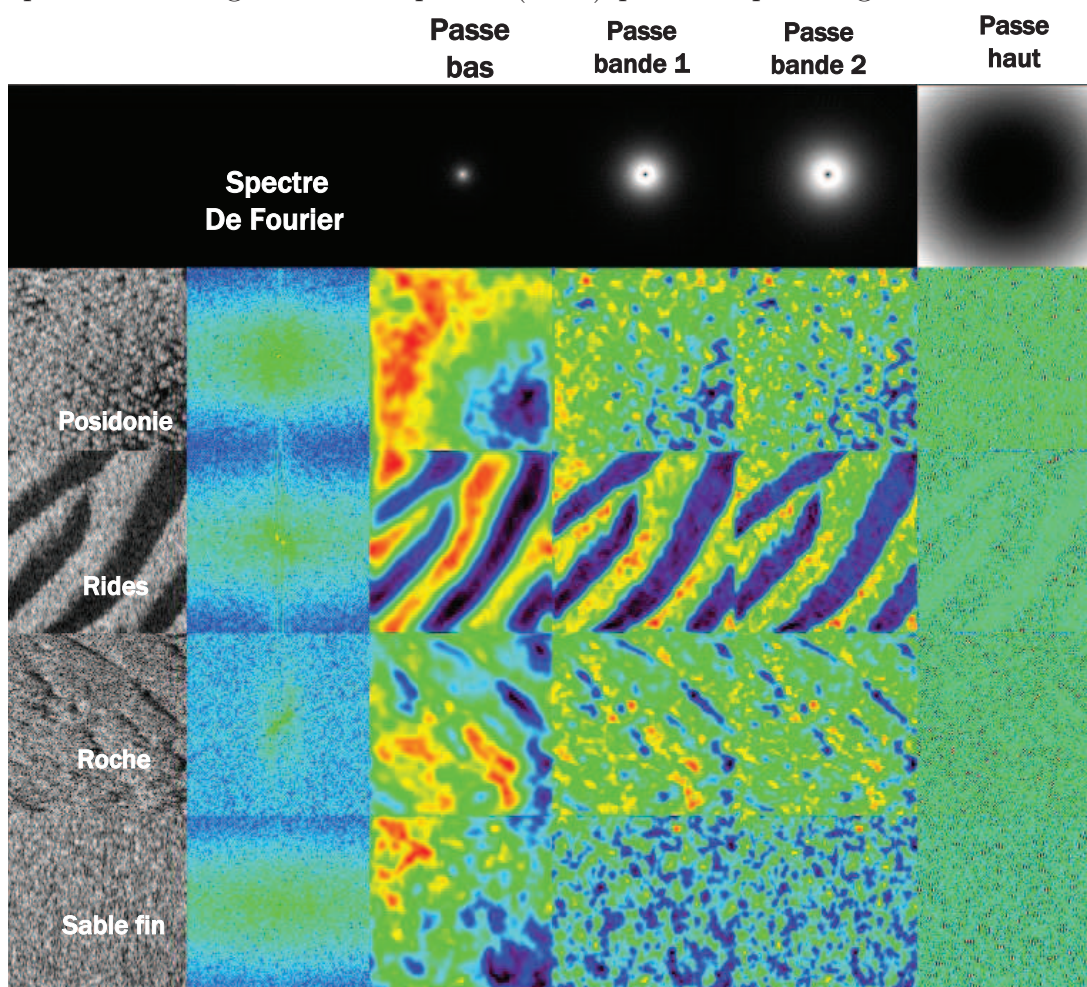 Passe
bas
Passe
bande 1
Passe
bande 2
Passe
haut
Spectre
De Fourier
Posidonie
Rides
Roche
Sable fin